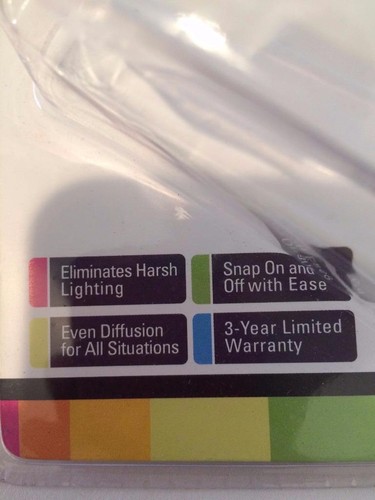 Eliminates Harsh
Lighting
Snap On and
Off with Ease
Even Diffusion
for All Situations
3-Year Limited
Warranty